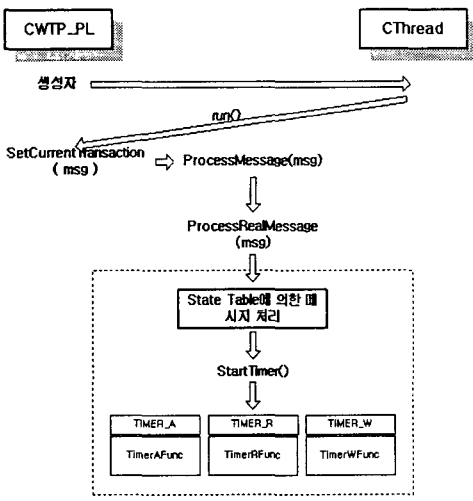 CWTP_PL
CThread
생성자
run()
SetCurrentTransaction
( msg )
ProcessMessage(msg)
ProcessRealMessage
(msg)
State Table에 의한 메
시지 처리
StartTimer()
TIMER_A
TIMER_R
TIMER_W
TimerAFunc
TimerRFunc
TimerWFunc